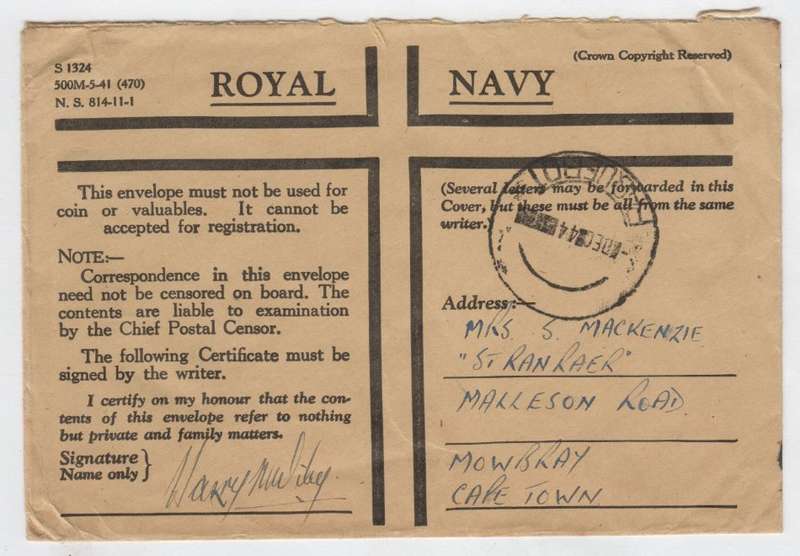 S 1324
500M-5-41 (470)
N. S. 814-11-1
ROYAL NAVY
(Crown Copyright Reserved)
This envelope must not be used for
coin or valuables. It cannot be
accepted for registration.
NOTE:—
Correspondence in this envelope
need not be censored on board. The
contents are liable to examination
by the Chief Postal Censor.
The following Certificate must be
signed by the writer.
I certify on my honour that the con-
tents of this envelope refer to nothing
but private and family matters.
Signature
Name only
Harry
(Several letters may be forwarded in this
Cover, but these must be all from the same
writer.)
DEC 44
Address:—
MRS S. MACKENZIE
"STRANRAER"
MALLESON ROAD
MOWBRAY
CAPE TOWN